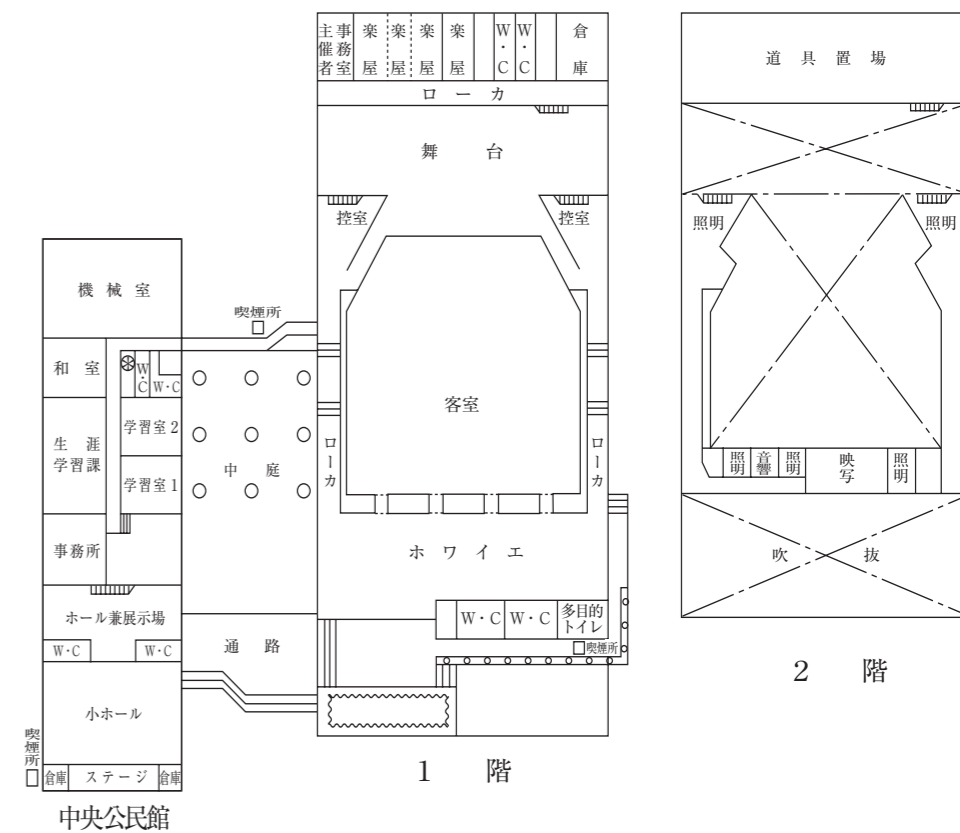 主催者
事務室
楽屋
楽屋
楽屋
楽屋
W・C
W・C
倉庫
ローカ
舞台
控室
控室
客室
ローカ
ローカ
ホワイエ
W・C
W・C
多目的
トイレ
喫煙所
1階
道具置場
照明
照明
照明
音響
照明
映写
照明
吹抜
2階
喫煙所
機械室
和室
W・C
W・C
生涯
学習課
学習室2
学習室1
中庭
事務所
ホール兼展示場
W・C
W・C
通路
小ホール
喫煙所
倉庫
ステージ
倉庫
中央公民館